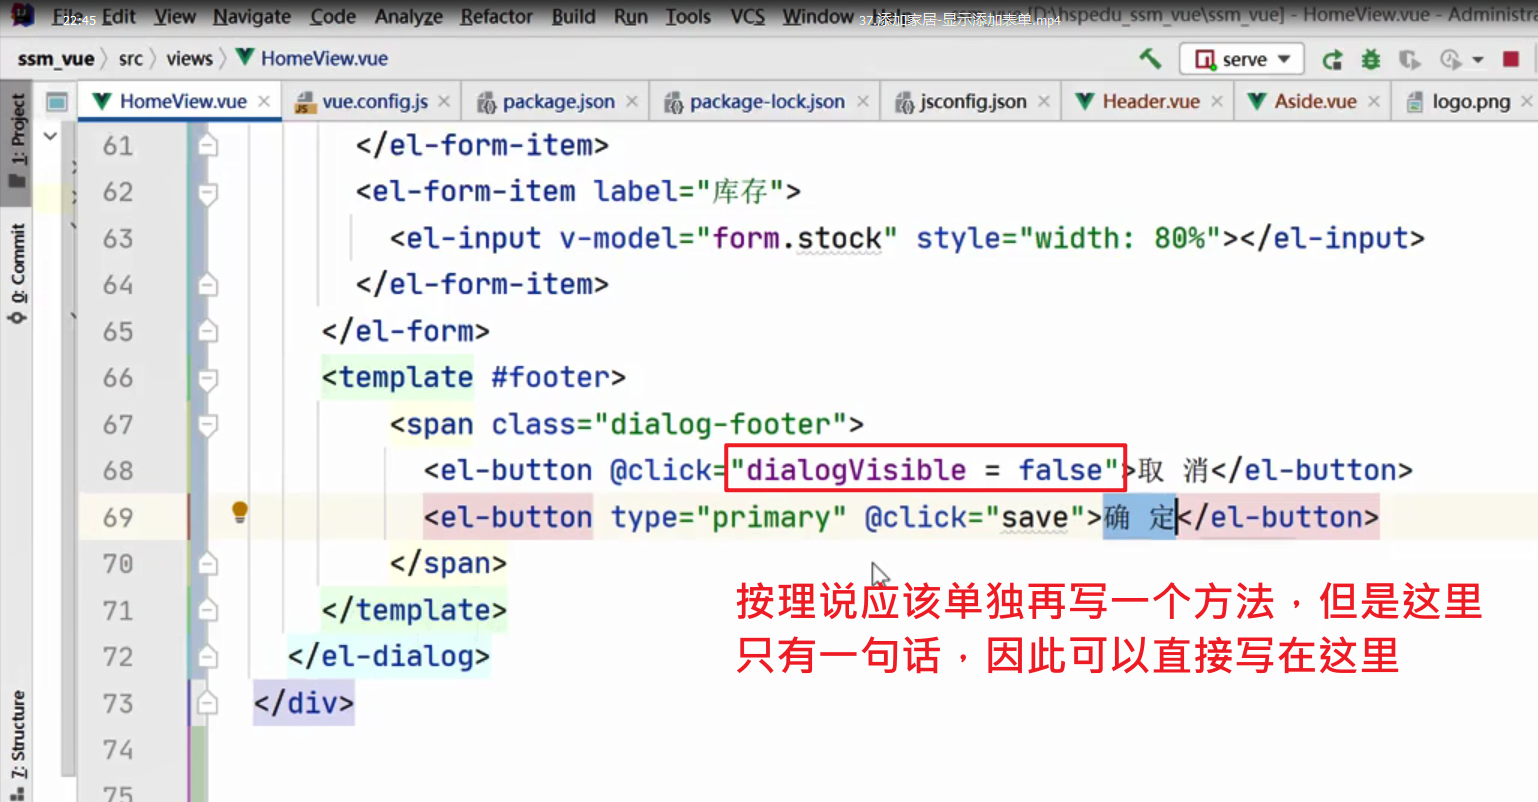 22:45
File Edit View Navigate Code Analyze Refactor Build Run Tools VCS Window
37.添加家居-显示添加表单.mp4
[D:\hspedu_ssm_vue\ssm_vue] - HomeView.vue - Administra
ssm_vue src views HomeView.vue
serve
HomeView.vue vue.config.js package.json package-lock.json jsconfig.json Header.vue Aside.vue logo.png
1: Project
0: Commit
7: Structure
61 </el-form-item>
62 <el-form-item label="库存">
63 <el-input v-model="form.stock" style="width: 80%"></el-input>
64 </el-form-item>
65 </el-form>
66 <template #footer>
67 <span class="dialog-footer">
68 <el-button @click="dialogVisible = false">取 消</el-button>
69 <el-button type="primary" @click="save">确 定</el-button>
70 </span>
71 </template>
72 </el-dialog>
73 </div>
74
75
按理说应该单独再写一个方法，但是这里
只有一句话，因此可以直接写在这里